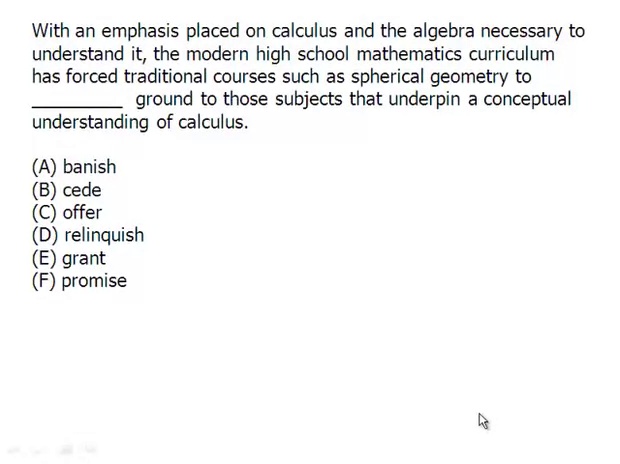 With an emphasis placed on calculus and the algebra necessary to
understand it, the modern high school mathematics curriculum
has forced traditional courses such as spherical geometry to
__________ ground to those subjects that underpin a conceptual
understanding of calculus.
(A) banish
(B) cede
(C) offer
(D) relinquish
(E) grant
(F) promise